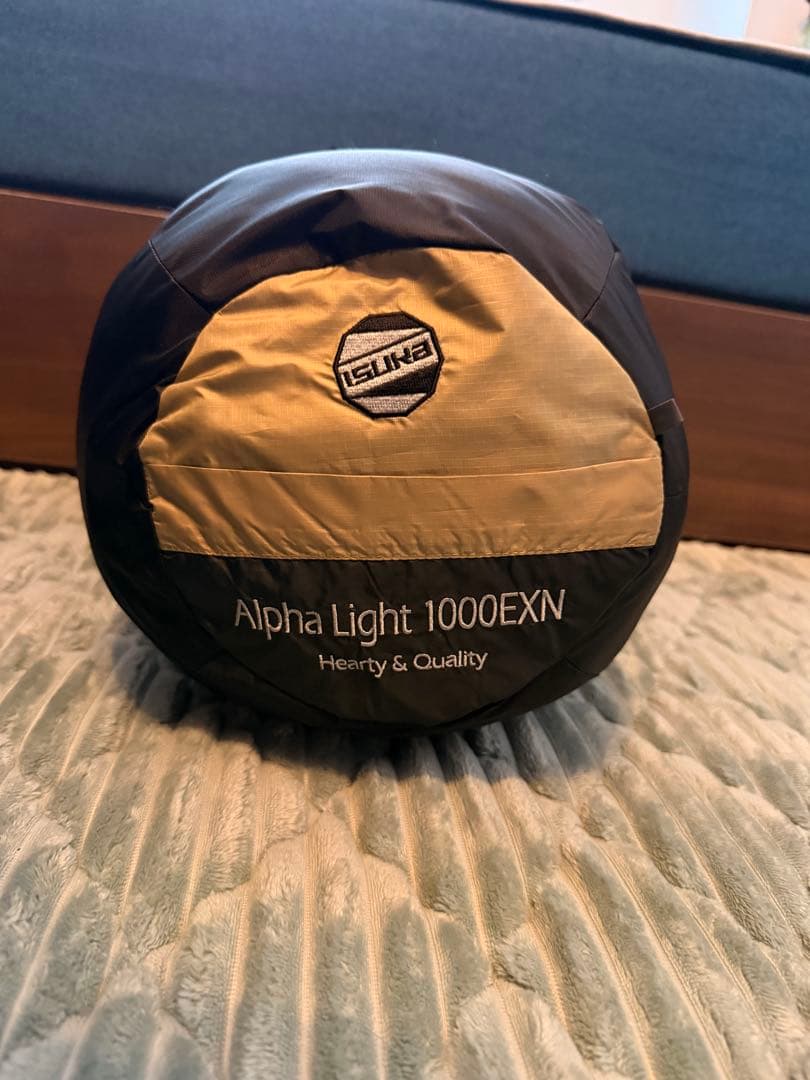 ISUKA
Alpha Light 1000EXN
Hearty & Quality